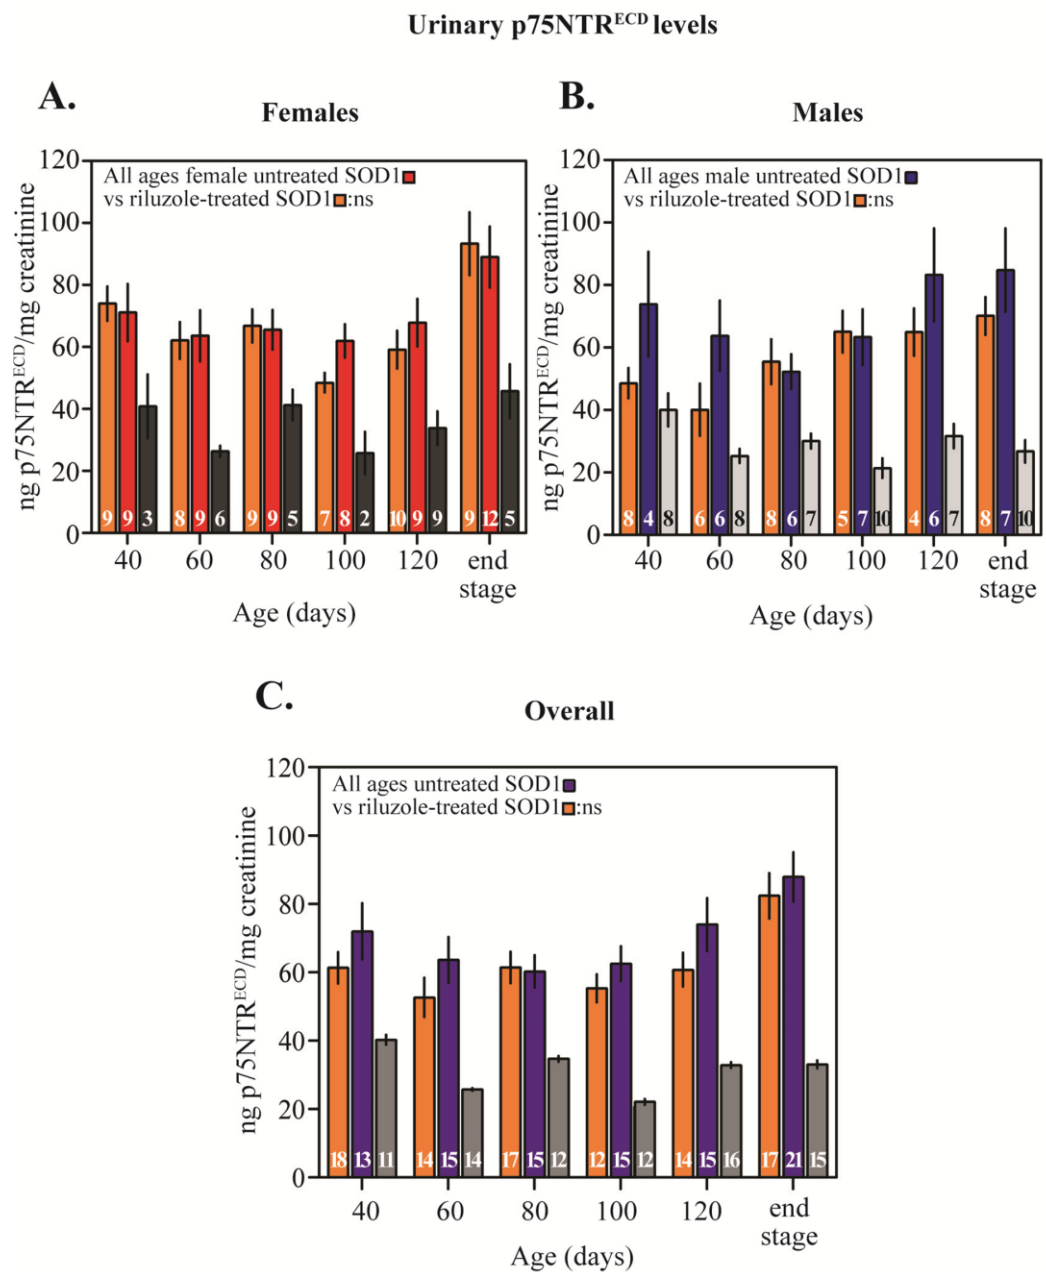 Urinary p75NTRᴱᶜᴰ levels
A.
Females
120
100
80
60
40
20
0
ng p75NTRᴱᶜᴰ/mg creatinine
All ages female untreated SOD1
vs riluzole-treated SOD1 :ns
9 9 3 8 9 6 9 9 5 7 8 2 10 9 9 9 12 5
40 60 80 100 120 end
stage
Age (days)
B.
Males
120
100
80
60
40
20
0
ng p75NTRᴱᶜᴰ/mg creatinine
All ages male untreated SOD1
vs riluzole-treated SOD1 :ns
8 4 8 6 6 8 8 6 7 5 7 10 4 6 7 8 7 10
40 60 80 100 120 end
stage
Age (days)
C.
Overall
120
100
80
60
40
20
0
ng p75NTRᴱᶜᴰ/mg creatinine
All ages untreated SOD1
vs riluzole-treated SOD1 :ns
18 13 11 14 15 14 17 15 12 12 15 12 14 15 16 17 21 15
40 60 80 100 120 end
stage
Age (days)